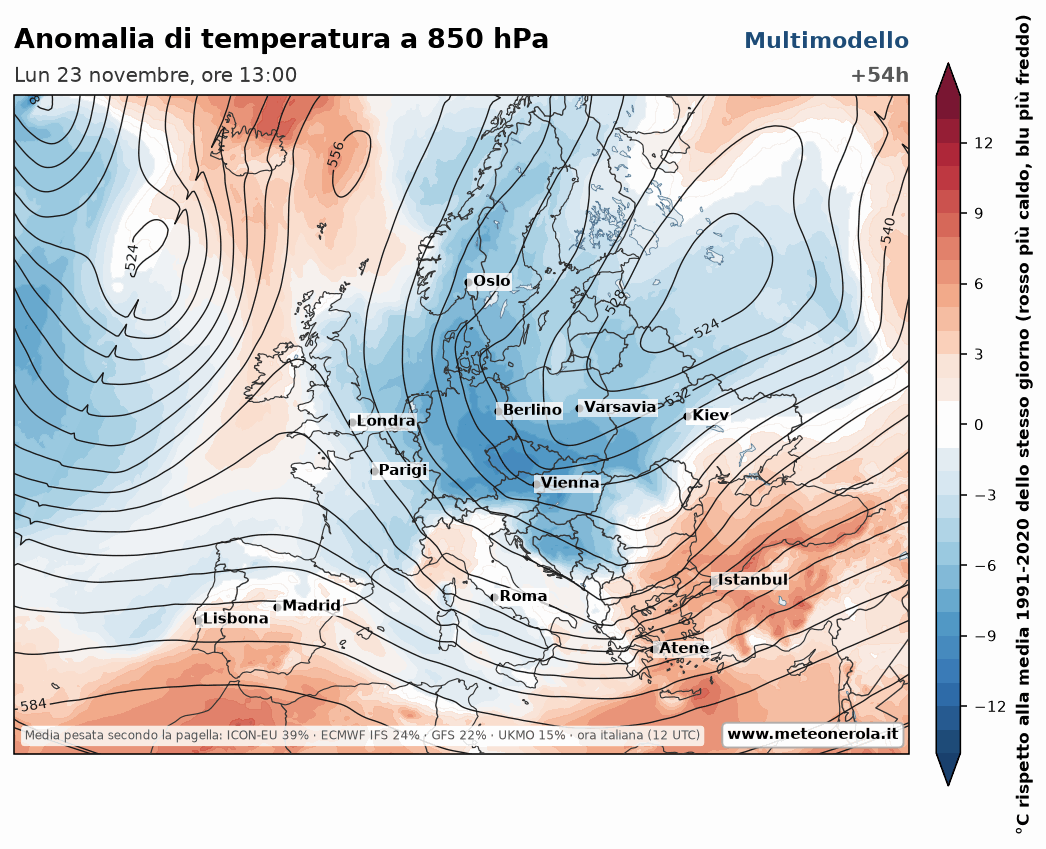 Anomalia di temperatura a 850 hPa
Multimodello
Lun 23 novembre, ore 13:00
+54h
8
556
524
540
528
524
532
584
Oslo
Londra
Berlino
Varsavia
Kiev
Parigi
Vienna
Istanbul
Roma
Madrid
Lisbona
Atene
Media pesata secondo la pagella: ICON-EU 39% · ECMWF IFS 24% · GFS 22% · UKMO 15% · ora italiana (12 UTC)
www.meteonerola.it
12
9
6
3
0
−3
−6
−9
−12
°C rispetto alla media 1991-2020 dello stesso giorno (rosso più caldo, blu più freddo)